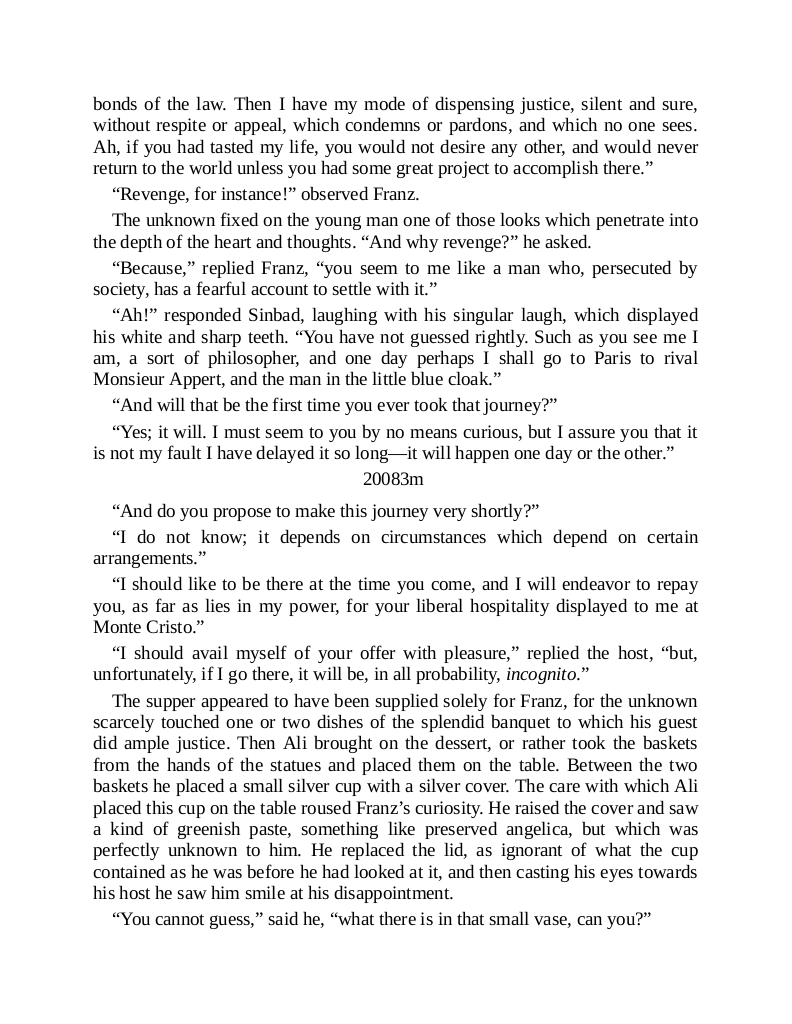 bonds of the law. Then I have my mode of dispensing justice, silent and sure,
without respite or appeal, which condemns or pardons, and which no one sees.
Ah, if you had tasted my life, you would not desire any other, and would never
return to the world unless you had some great project to accomplish there.”
“Revenge, for instance!” observed Franz.
The unknown fixed on the young man one of those looks which penetrate into
the depth of the heart and thoughts. “And why revenge?” he asked.
“Because,” replied Franz, “you seem to me like a man who, persecuted by
society, has a fearful account to settle with it.”
“Ah!” responded Sinbad, laughing with his singular laugh, which displayed
his white and sharp teeth. “You have not guessed rightly. Such as you see me I
am, a sort of philosopher, and one day perhaps I shall go to Paris to rival
Monsieur Appert, and the man in the little blue cloak.”
“And will that be the first time you ever took that journey?”
“Yes; it will. I must seem to you by no means curious, but I assure you that it
is not my fault I have delayed it so long—it will happen one day or the other.”
20083m
“And do you propose to make this journey very shortly?”
“I do not know; it depends on circumstances which depend on certain
arrangements.”
“I should like to be there at the time you come, and I will endeavor to repay
you, as far as lies in my power, for your liberal hospitality displayed to me at
Monte Cristo.”
“I should avail myself of your offer with pleasure,” replied the host, “but,
unfortunately, if I go there, it will be, in all probability, incognito.”
The supper appeared to have been supplied solely for Franz, for the unknown
scarcely touched one or two dishes of the splendid banquet to which his guest
did ample justice. Then Ali brought on the dessert, or rather took the baskets
from the hands of the statues and placed them on the table. Between the two
baskets he placed a small silver cup with a silver cover. The care with which Ali
placed this cup on the table roused Franz’s curiosity. He raised the cover and saw
a kind of greenish paste, something like preserved angelica, but which was
perfectly unknown to him. He replaced the lid, as ignorant of what the cup
contained as he was before he had looked at it, and then casting his eyes towards
his host he saw him smile at his disappointment.
“You cannot guess,” said he, “what there is in that small vase, can you?”